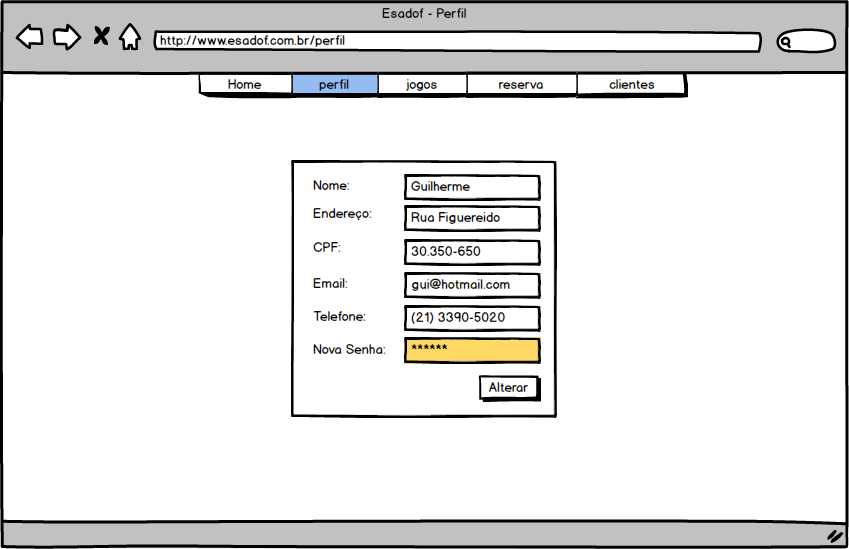 Esadof - Perfil
http://www.esadof.com.br/perfil
Home perfil jogos reserva clientes
Nome: Guilherme
Endereço: Rua Figuereido
CPF: 30.350-650
Email: gui@hotmail.com
Telefone: (21) 3390-5020
Nova Senha: ******
Alterar